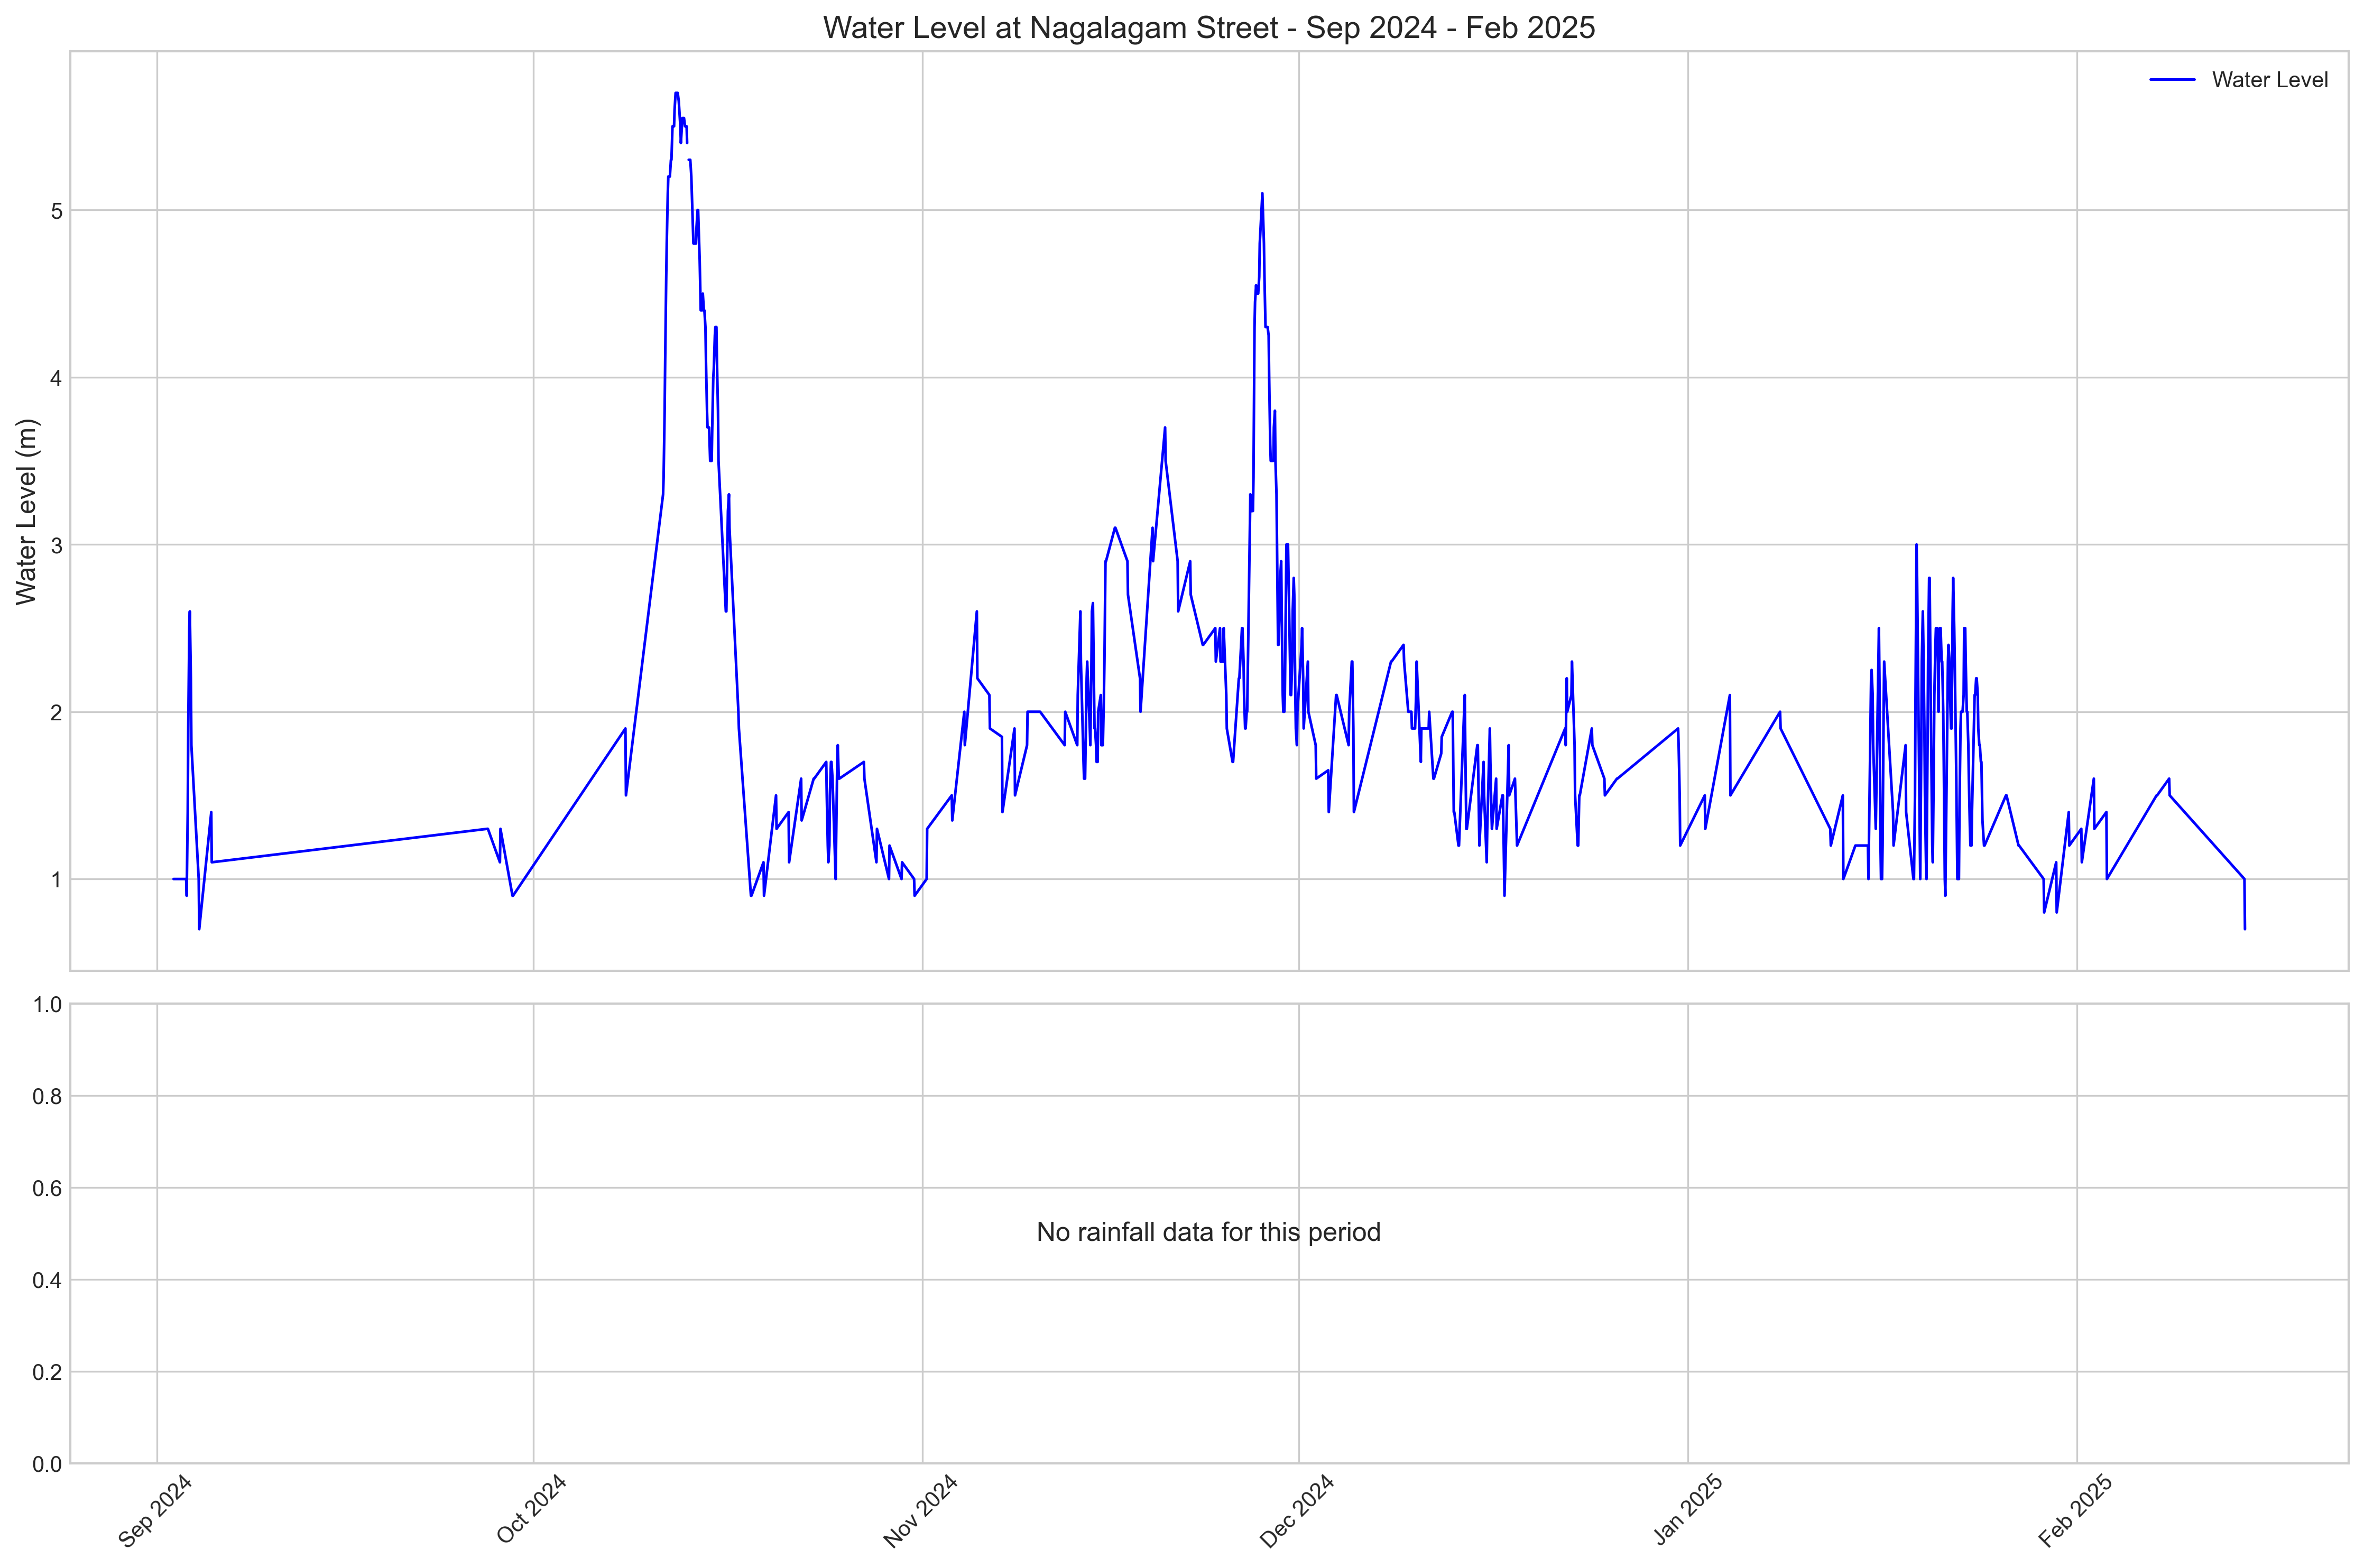 Water Level at Nagalagam Street - Sep 2024 - Feb 2025
Water Level
Water Level (m)
5
4
3
2
1
1.0
0.8
0.6
0.4
0.2
0.0
No rainfall data for this period
Sep 2024
Oct 2024
Nov 2024
Dec 2024
Jan 2025
Feb 2025